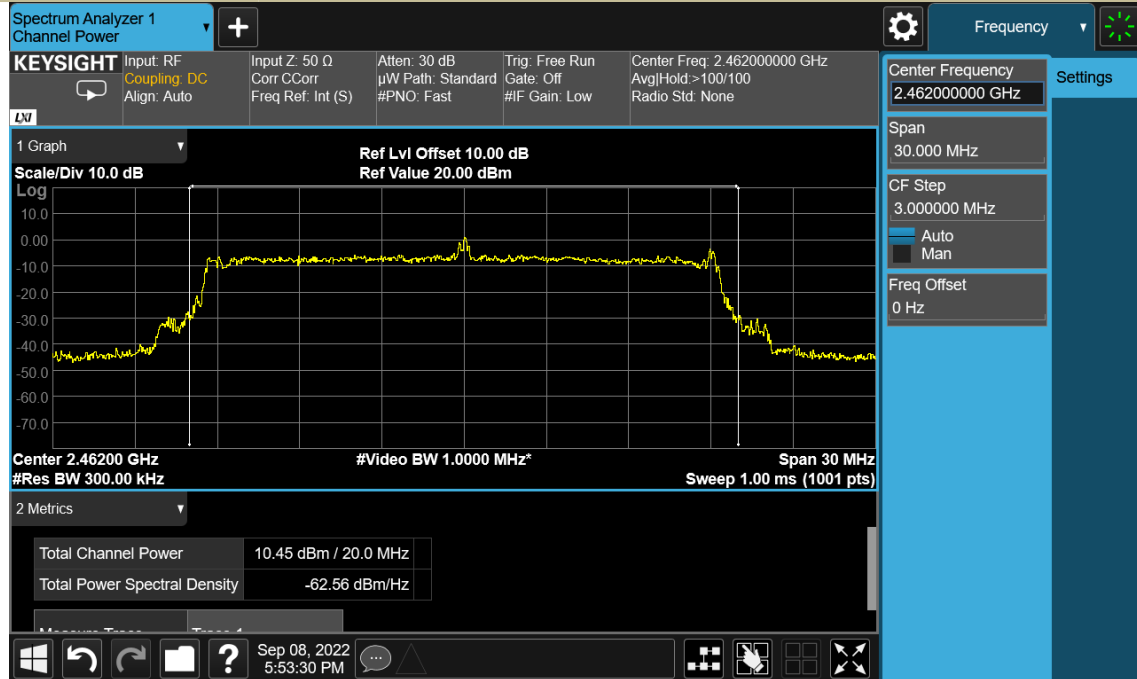 Spectrum Analyzer 1
Channel Power
Frequency
KEYSIGHT
LXI
Input: RF
Coupling: DC
Align: Auto
Input Z: 50 Ω
Corr CCorr
Freq Ref: Int (S)
Atten: 30 dB
µW Path: Standard
#PNO: Fast
Trig: Free Run
Gate: Off
#IF Gain: Low
Center Freq: 2.462000000 GHz
Avg|Hold:>100/100
Radio Std: None
Center Frequency
2.462000000 GHz
Settings
Span
30.000 MHz
CF Step
3.000000 MHz
Auto
Man
Freq Offset
0 Hz
1 Graph
Scale/Div 10.0 dB
Ref Lvl Offset 10.00 dB
Ref Value 20.00 dBm
Log
10.0
0.00
-10.0
-20.0
-30.0
-40.0
-50.0
-60.0
-70.0
Center 2.46200 GHz
#Video BW 1.0000 MHz*
Span 30 MHz
#Res BW 300.00 kHz
Sweep 1.00 ms (1001 pts)
2 Metrics
Total Channel Power 10.45 dBm / 20.0 MHz
Total Power Spectral Density -62.56 dBm/Hz
Sep 08, 2022
5:53:30 PM